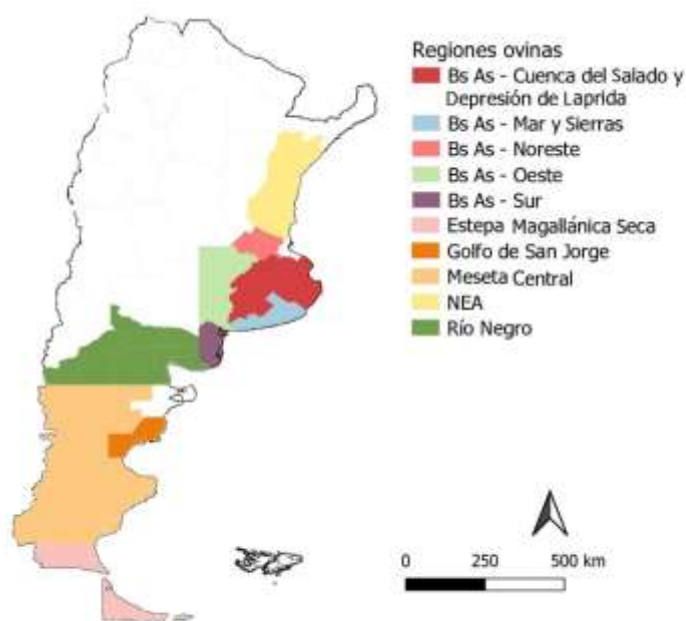 Regiones ovinas
Bs As - Cuenca del Salado y
Depresión de Laprida
Bs As - Mar y Sierras
Bs As - Noreste
Bs As - Oeste
Bs As - Sur
Estepa Magallánica Seca
Golfo de San Jorge
Meseta Central
NEA
Río Negro
0 250 500 km